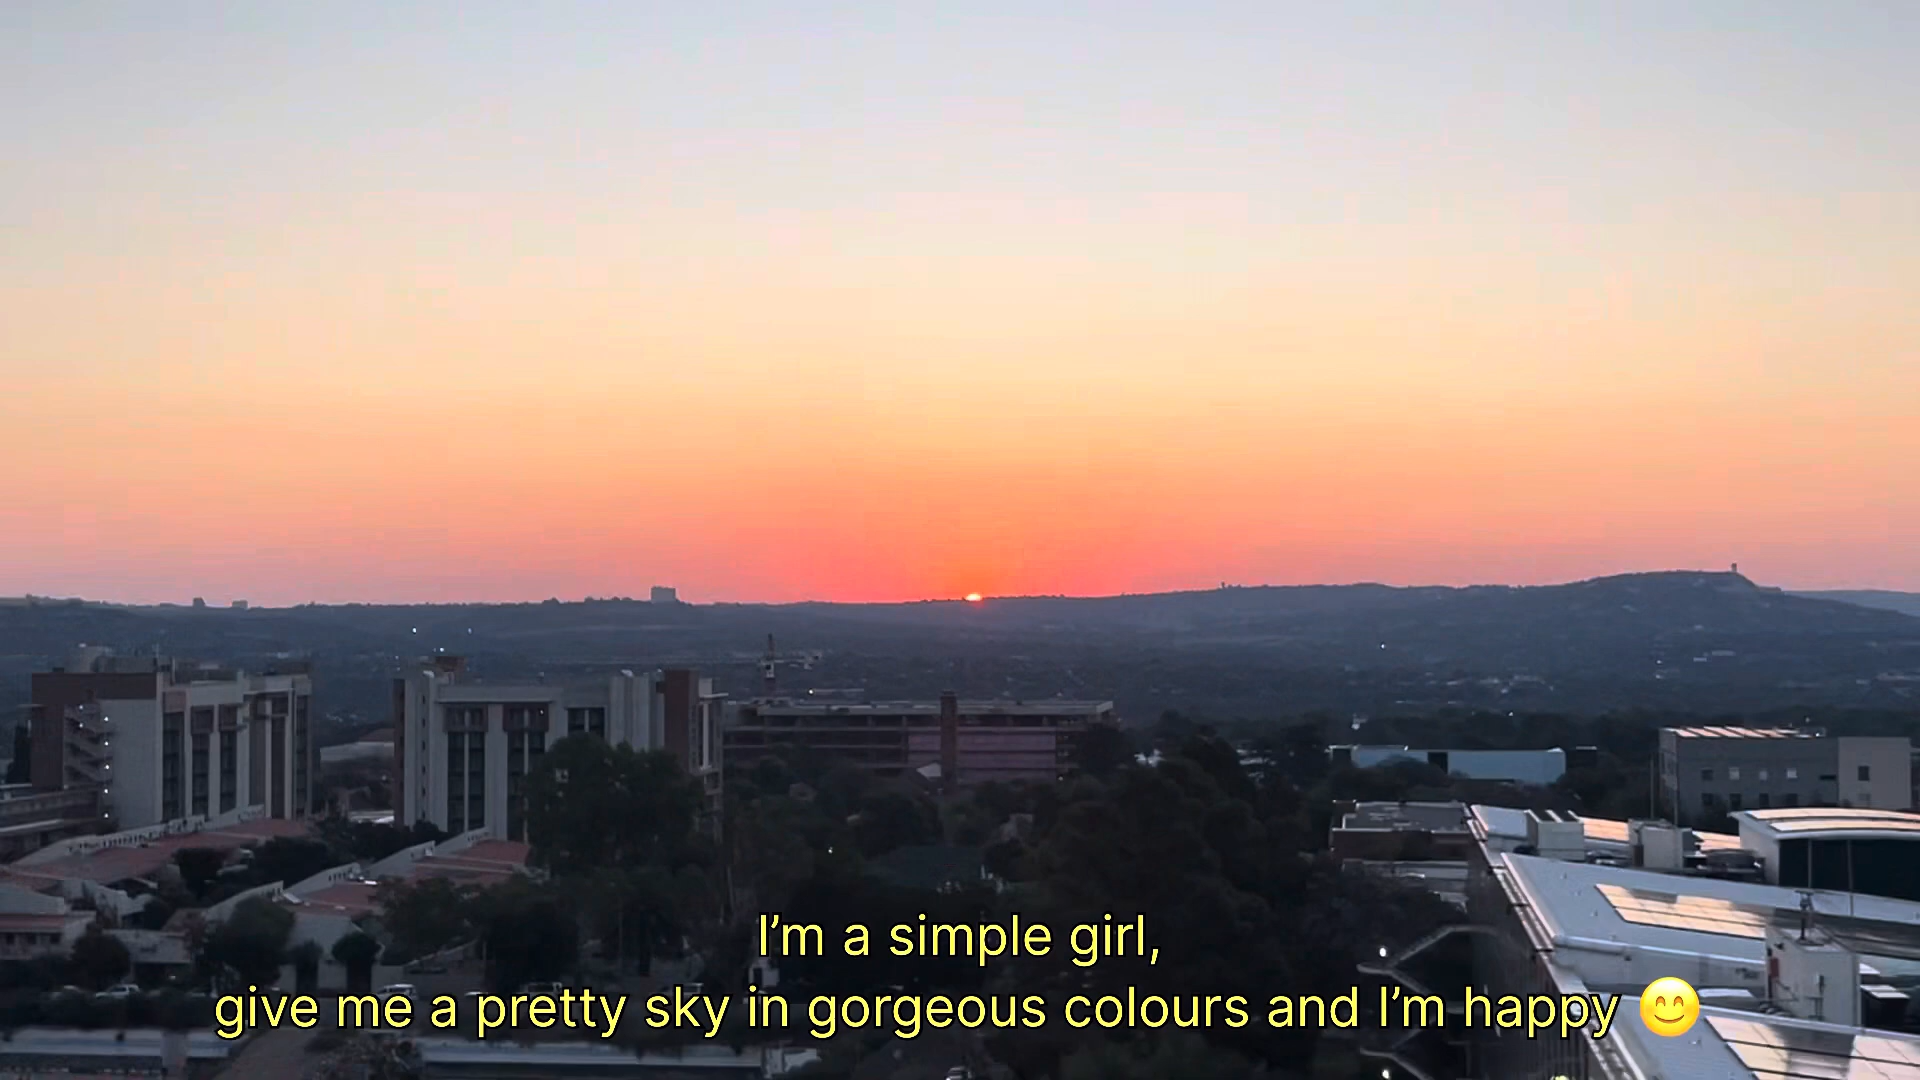 I’m a simple girl,
give me a pretty sky in gorgeous colours and I’m happy 😊